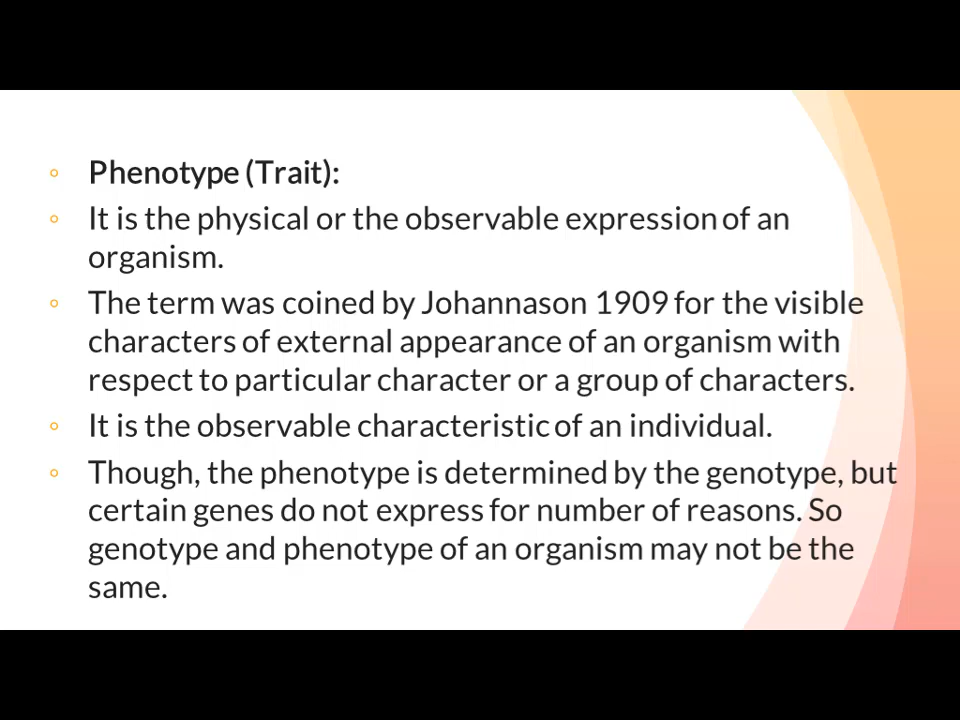 Phenotype (Trait):
It is the physical or the observable expression of an
organism.
The term was coined by Johannason 1909 for the visible
characters of external appearance of an organism with
respect to particular character or a group of characters.
It is the observable characteristic of an individual.
Though, the phenotype is determined by the genotype, but
certain genes do not express for number of reasons. So
genotype and phenotype of an organism may not be the
same.